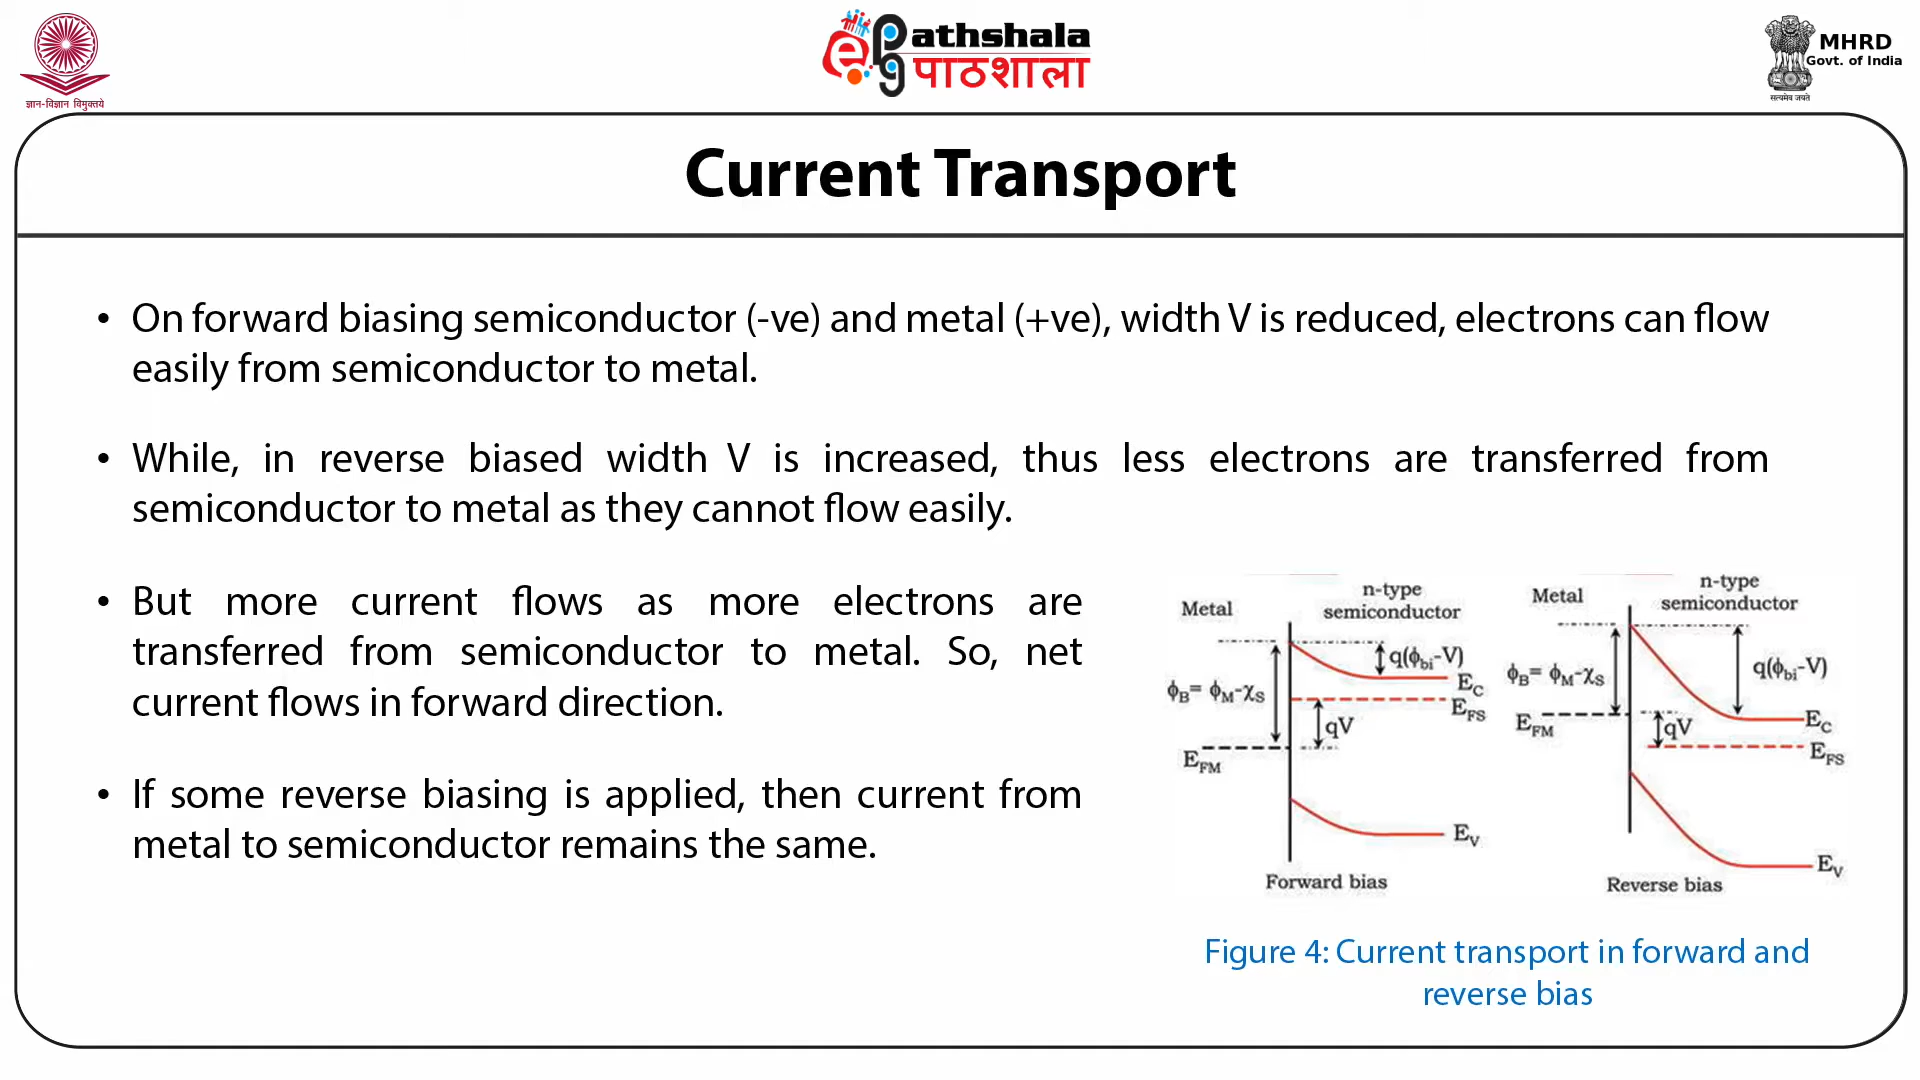 ज्ञान-विज्ञान विमुक्तये
e Pathshala
पाठशाला
MHRD
Govt. of India
सत्यमेव जयते
Current Transport
• On forward biasing semiconductor (-ve) and metal (+ve), width V is reduced, electrons can flow
easily from semiconductor to metal.
• While, in reverse biased width V is increased, thus less electrons are transferred from
semiconductor to metal as they cannot flow easily.
• But more current flows as more electrons are
transferred from semiconductor to metal. So, net
current flows in forward direction.
• If some reverse biasing is applied, then current from
metal to semiconductor remains the same.
Metal
n-type
semiconductor
q(ϕbi-V)
EC
ϕB= ϕM-χS
EFS
qV
EFM
EV
Forward bias
Metal
n-type
semiconductor
q(ϕbi-V)
ϕB= ϕM-χS
EFM
qV
EC
EFS
EV
Reverse bias
Figure 4: Current transport in forward and
reverse bias